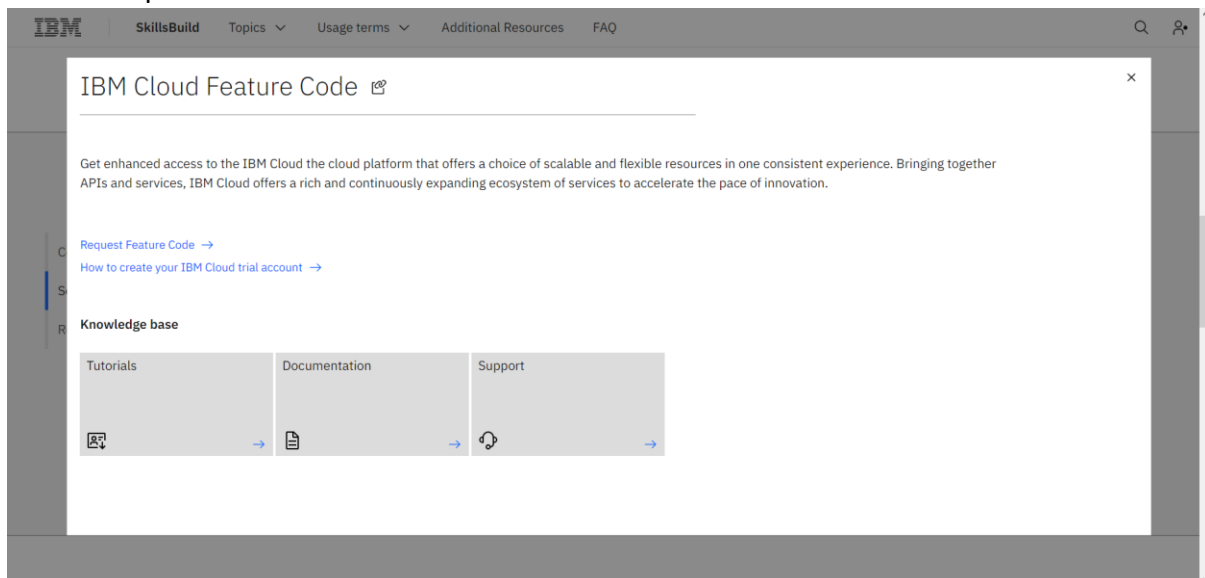 IBM SkillsBuild Topics Usage terms Additional Resources FAQ
IBM Cloud Feature Code
Get enhanced access to the IBM Cloud the cloud platform that offers a choice of scalable and flexible resources in one consistent experience. Bringing together
APIs and services, IBM Cloud offers a rich and continuously expanding ecosystem of services to accelerate the pace of innovation.
Request Feature Code →
How to create your IBM Cloud trial account →
Knowledge base
Tutorials Documentation Support